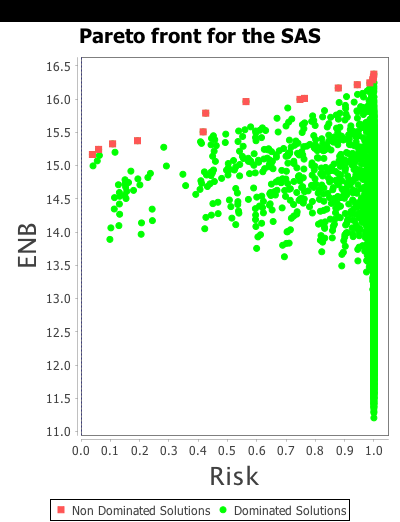 Pareto front for the SAS
16.5
16.0
15.5
15.0
14.5
14.0
13.5
13.0
12.5
12.0
11.5
11.0
ENB
0.0 0.1 0.2 0.3 0.4 0.5 0.6 0.7 0.8 0.9 1.0
Risk
Non Dominated Solutions Dominated Solutions